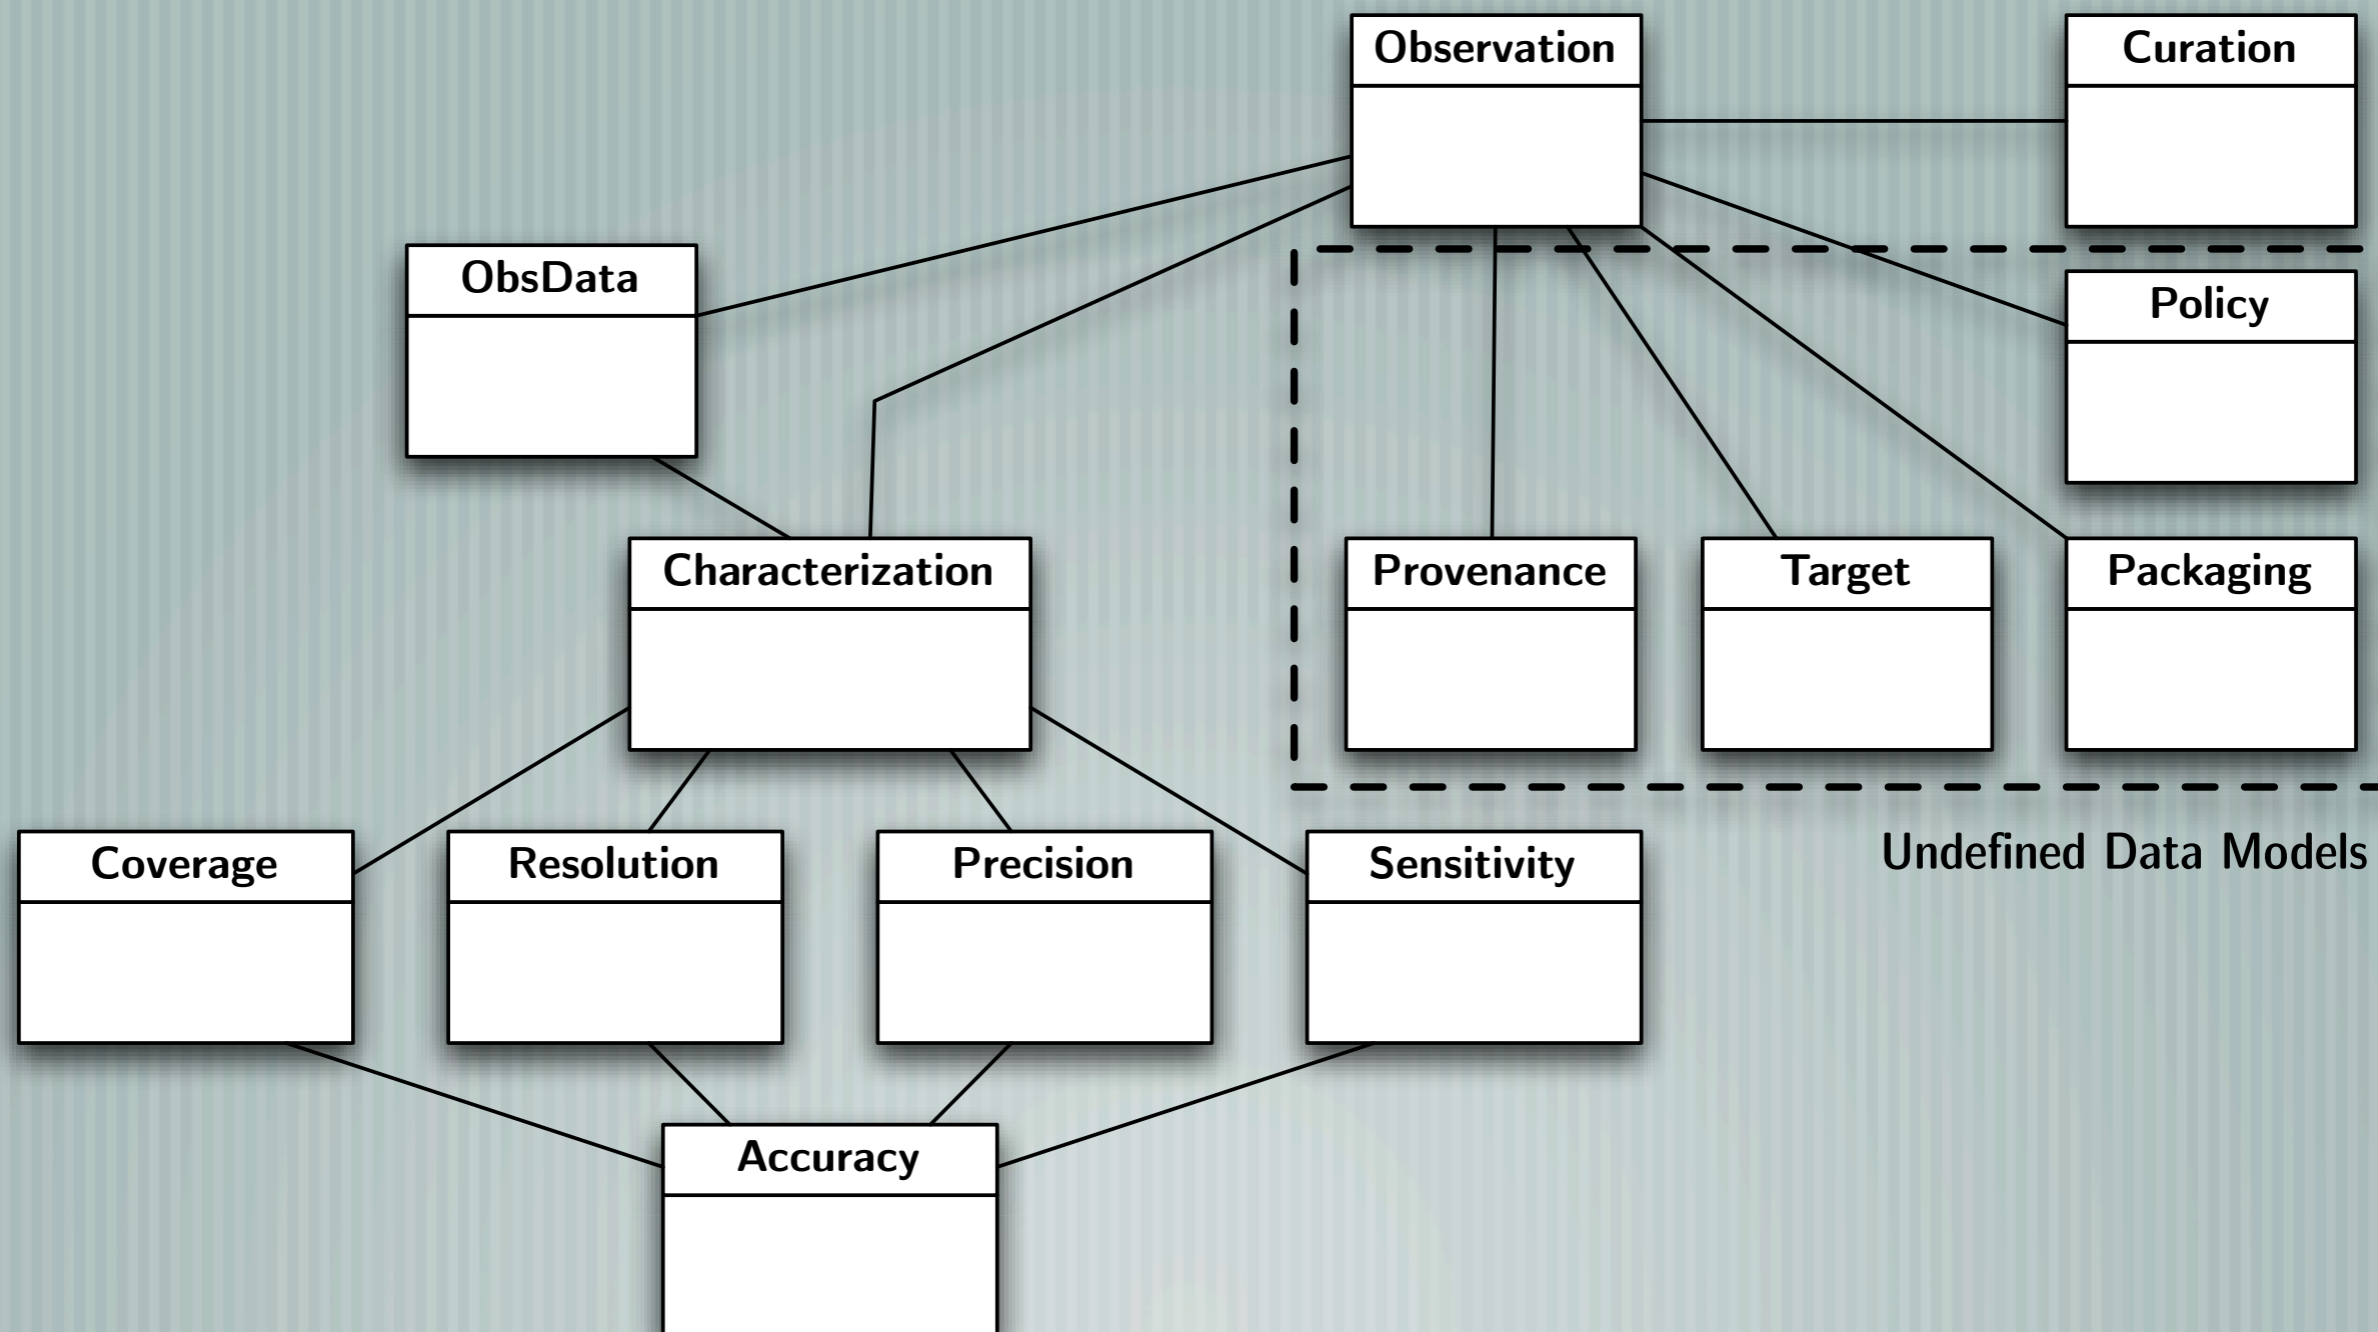 Observation
Curation
ObsData
Policy
Characterization
Provenance
Target
Packaging
Coverage
Resolution
Precision
Sensitivity
Undefined Data Models
Accuracy